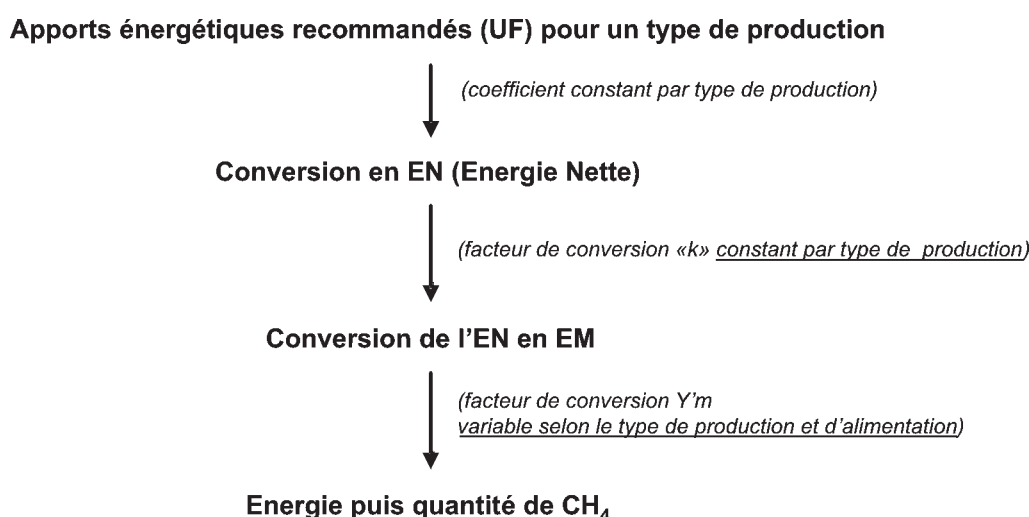 Apports énergétiques recommandés (UF) pour un type de production
(coefficient constant par type de production)
Conversion en EN (Energie Nette)
(facteur de conversion «k» constant par type de production)
Conversion de l’EN en EM
(facteur de conversion Y’m
variable selon le type de production et d’alimentation)
Energie puis quantité de CH₄